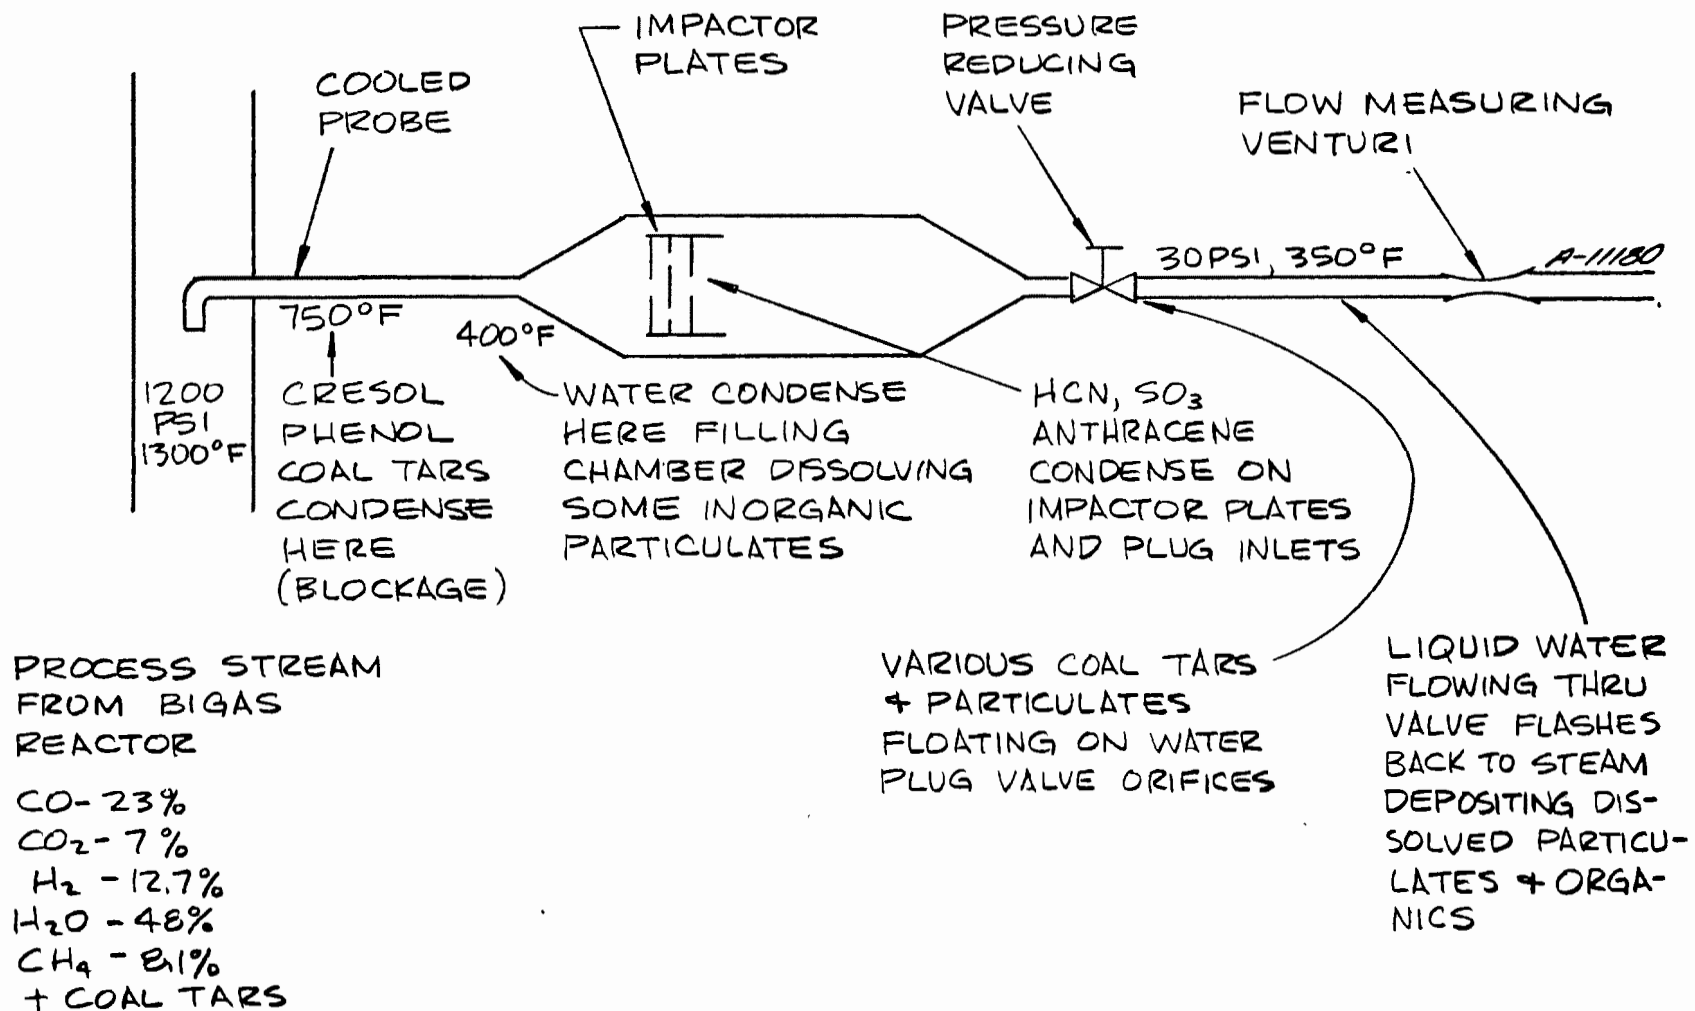 IMPACTOR
PLATES
PRESSURE
REDUCING
VALVE
COOLED
PROBE
FLOW MEASURING
VENTURI
30 PSI, 350°F
A-11180
750°F
400°F
1200
PSI
1300°F
CRESOL
PHENOL
COAL TARS
CONDENSE
HERE
(BLOCKAGE)
WATER CONDENSE
HERE FILLING
CHAMBER DISSOLVING
SOME INORGANIC
PARTICULATES
HCN, SO₃
ANTHRACENE
CONDENSE ON
IMPACTOR PLATES
AND PLUG INLETS
PROCESS STREAM
FROM BIGAS
REACTOR
CO- 23%
CO₂- 7%
H₂ - 12.7%
H₂O - 48%
CH₄ - 8.1%
+ COAL TARS
VARIOUS COAL TARS
+ PARTICULATES
FLOATING ON WATER
PLUG VALVE ORIFICES
LIQUID WATER
FLOWING THRU
VALVE FLASHES
BACK TO STEAM
DEPOSITING DIS-
SOLVED PARTICU-
LATES + ORGA-
NICS